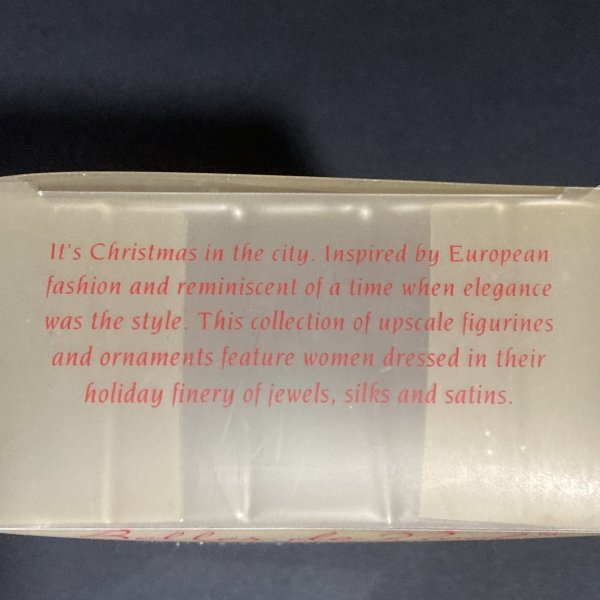 It's Christmas in the city. Inspired by European
fashion and reminiscent of a time when elegance
was the style. This collection of upscale figurines
and ornaments feature women dressed in their
holiday finery of jewels, silks and satins.